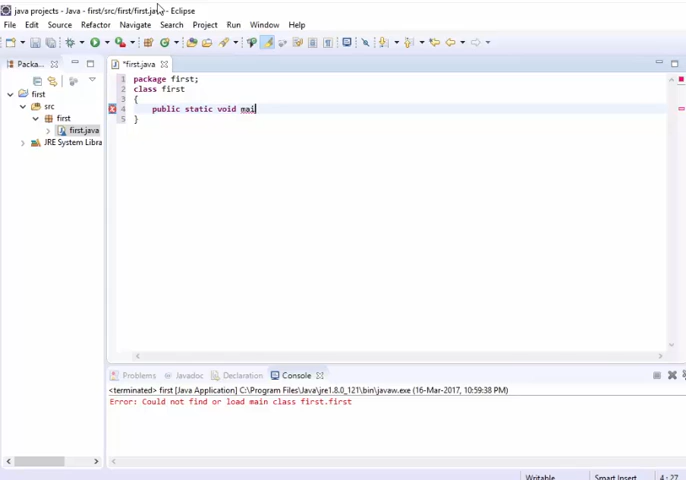 java projects - Java - first/src/first/first.java - Eclipse
File Edit Source Refactor Navigate Search Project Run Window Help
Packa...
*first.java
first
src
first
first.java
JRE System Libra
1 package first;
2 class first
3 {
4 public static void mai
5 }
Problems Javadoc Declaration Console
<terminated> first [Java Application] C:\Program Files\Java\jre1.8.0_121\bin\javaw.exe (16-Mar-2017, 10:59:38 PM)
Error: Could not find or load main class first.first
Writable Smart Insert 4:27